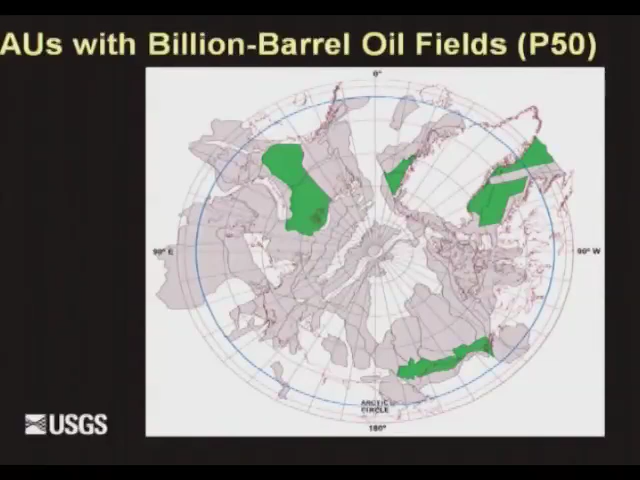 AUs with Billion-Barrel Oil Fields (P50)
0°
90° E
90° W
ARCTIC
CIRCLE
180°
USGS